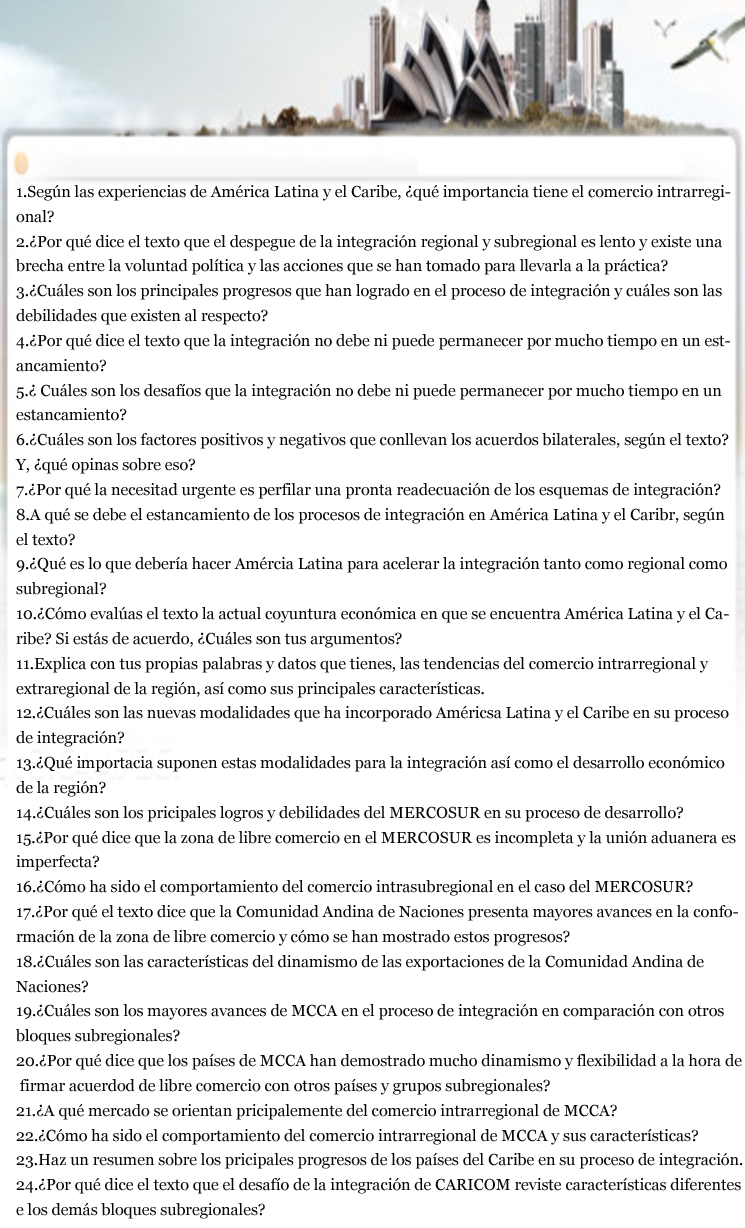 1.Según las experiencias de América Latina y el Caribe, ¿qué importancia tiene el comercio intrarregi-
onal?
2.¿Por qué dice el texto que el despegue de la integración regional y subregional es lento y existe una
brecha entre la voluntad política y las acciones que se han tomado para llevarla a la práctica?
3.¿Cuáles son los principales progresos que han logrado en el proceso de integración y cuáles son las
debilidades que existen al respecto?
4.¿Por qué dice el texto que la integración no debe ni puede permanecer por mucho tiempo en un est-
ancamiento?
5.¿ Cuáles son los desafíos que la integración no debe ni puede permanecer por mucho tiempo en un
estancamiento?
6.¿Cuáles son los factores positivos y negativos que conllevan los acuerdos bilaterales, según el texto?
Y, ¿qué opinas sobre eso?
7.¿Por qué la necesitad urgente es perfilar una pronta readecuación de los esquemas de integración?
8.A qué se debe el estancamiento de los procesos de integración en América Latina y el Caribr, según
el texto?
9.¿Qué es lo que debería hacer Amércia Latina para acelerar la integración tanto como regional como
subregional?
10.¿Cómo evalúas el texto la actual coyuntura económica en que se encuentra América Latina y el Ca-
ribe? Si estás de acuerdo, ¿Cuáles son tus argumentos?
11.Explica con tus propias palabras y datos que tienes, las tendencias del comercio intrarregional y
extraregional de la región, así como sus principales características.
12.¿Cuáles son las nuevas modalidades que ha incorporado Américsa Latina y el Caribe en su proceso
de integración?
13.¿Qué importacia suponen estas modalidades para la integración así como el desarrollo económico
de la región?
14.¿Cuáles son los pricipales logros y debilidades del MERCOSUR en su proceso de desarrollo?
15.¿Por qué dice que la zona de libre comercio en el MERCOSUR es incompleta y la unión aduanera es
imperfecta?
16.¿Cómo ha sido el comportamiento del comercio intrasubregional en el caso del MERCOSUR?
17.¿Por qué el texto dice que la Comunidad Andina de Naciones presenta mayores avances en la confo-
rmación de la zona de libre comercio y cómo se han mostrado estos progresos?
18.¿Cuáles son las características del dinamismo de las exportaciones de la Comunidad Andina de
Naciones?
19.¿Cuáles son los mayores avances de MCCA en el proceso de integración en comparación con otros
bloques subregionales?
20.¿Por qué dice que los países de MCCA han demostrado mucho dinamismo y flexibilidad a la hora de
firmar acuerdod de libre comercio con otros países y grupos subregionales?
21.¿A qué mercado se orientan pricipalemente del comercio intrarregional de MCCA?
22.¿Cómo ha sido el comportamiento del comercio intrarregional de MCCA y sus características?
23.Haz un resumen sobre los pricipales progresos de los países del Caribe en su proceso de integración.
24.¿Por qué dice el texto que el desafío de la integración de CARICOM reviste características diferentes
e los demás bloques subregionales?